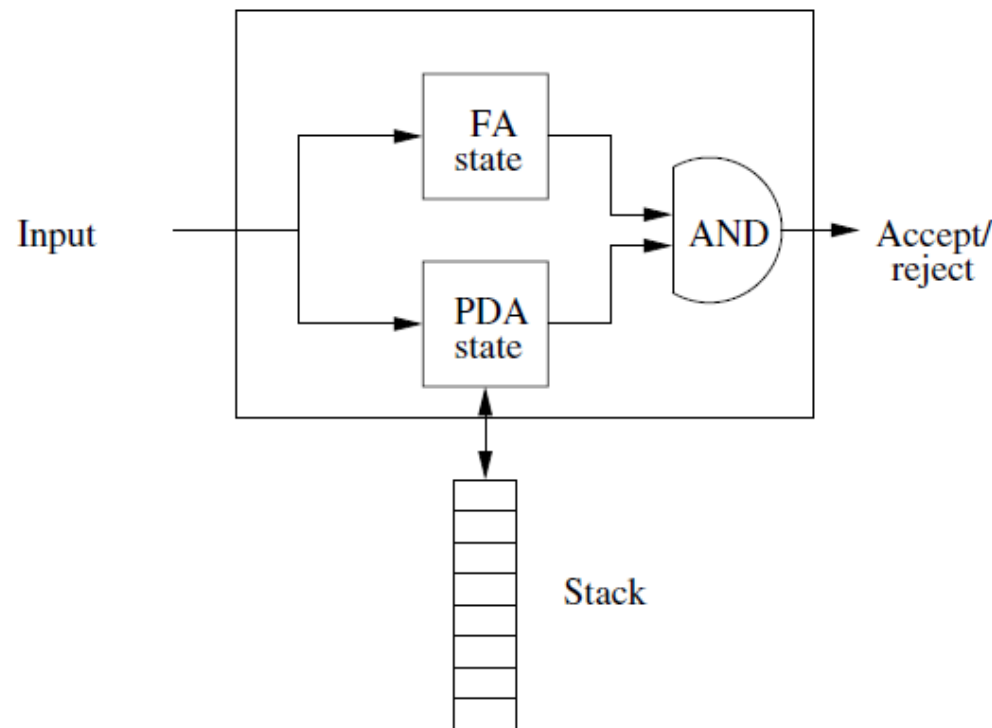 FA
state
Input
AND
Accept/
reject
PDA
state
Stack